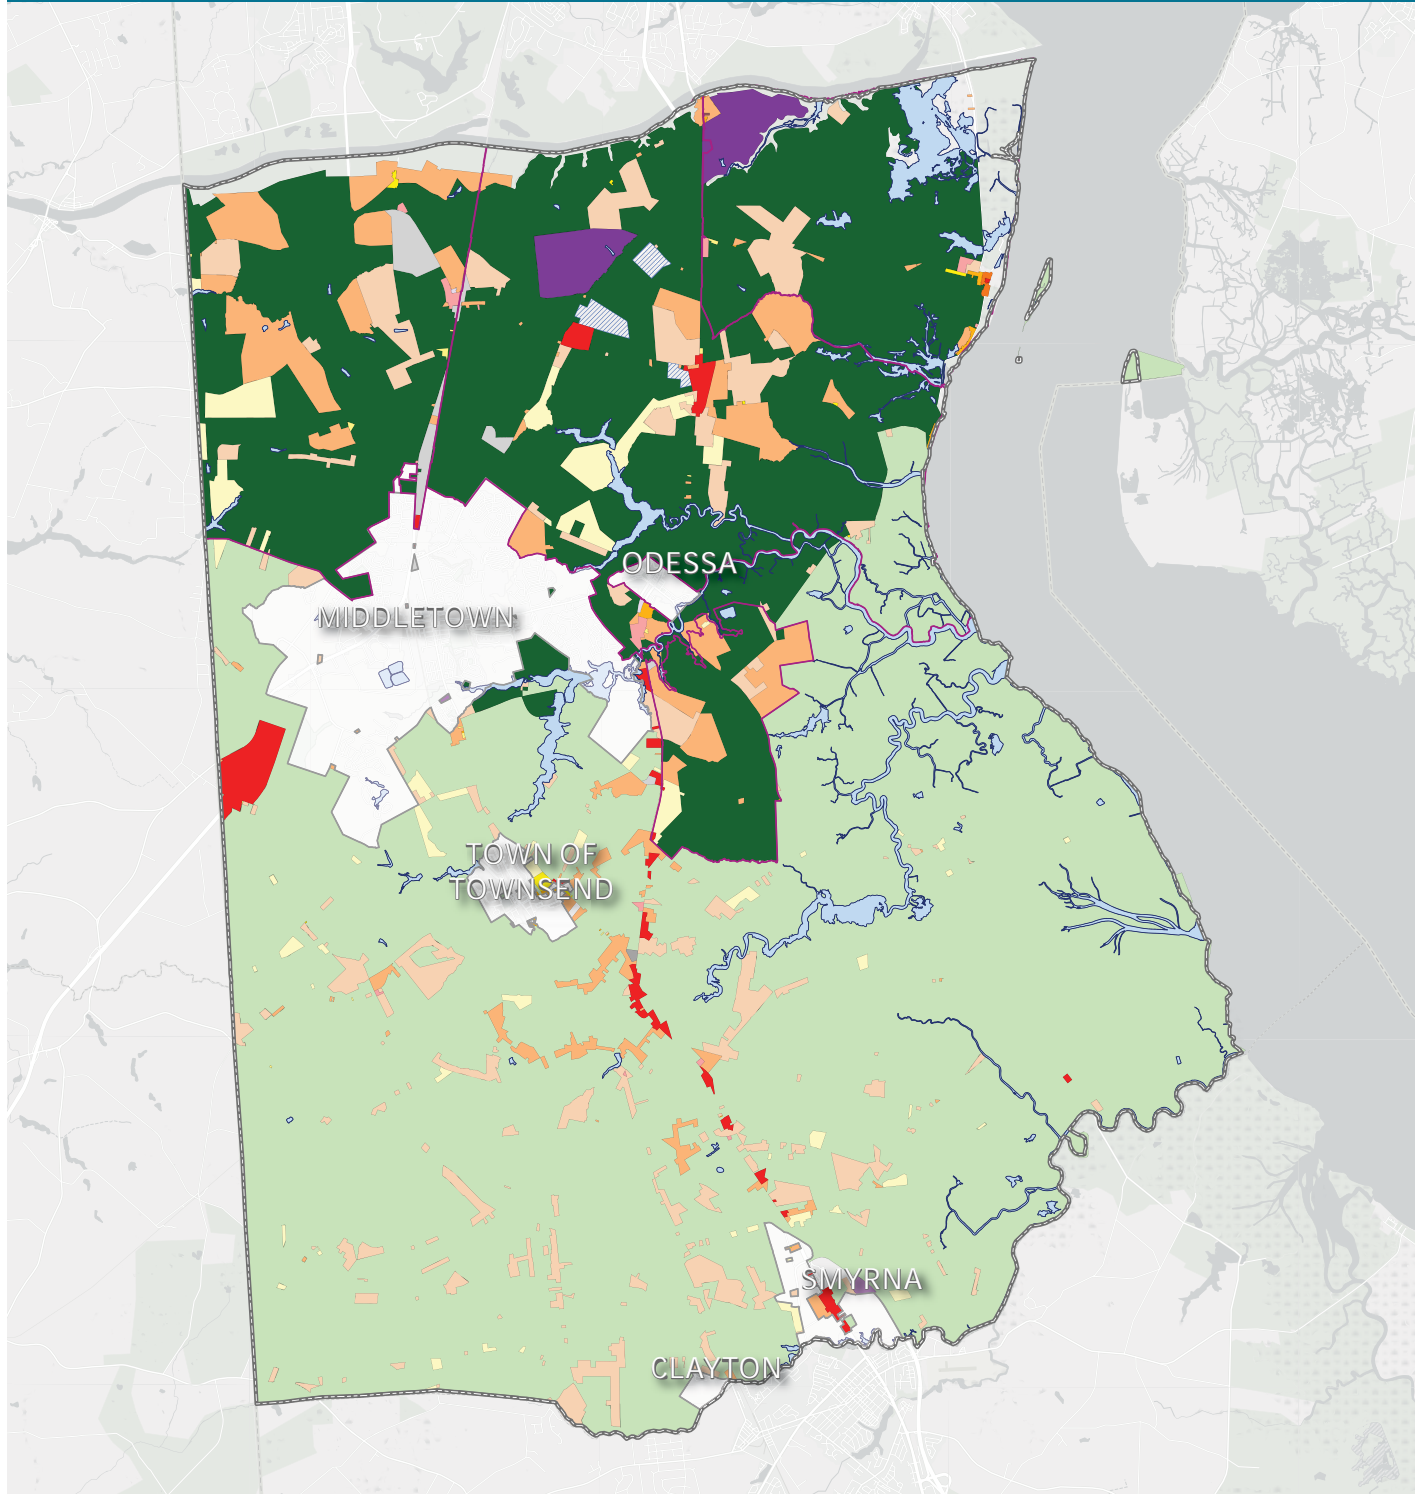 ODESSA
MIDDLETOWN
TOWN OF
TOWNSEND
SMYRNA
CLAYTON